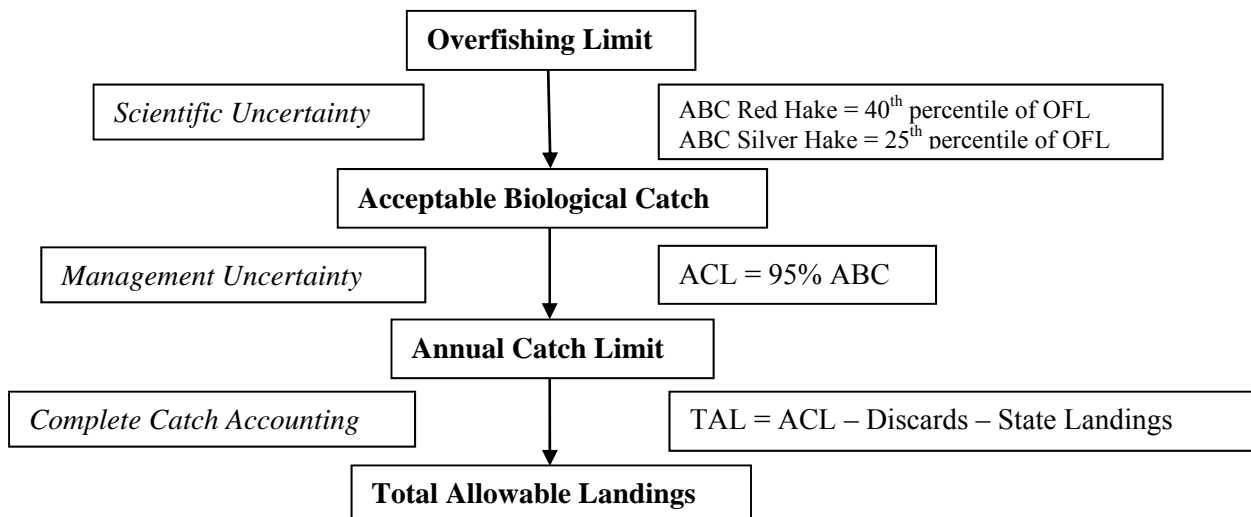 Overfishing Limit
Scientific Uncertainty
ABC Red Hake = 40th percentile of OFL
ABC Silver Hake = 25th percentile of OFL
Acceptable Biological Catch
Management Uncertainty
ACL = 95% ABC
Annual Catch Limit
Complete Catch Accounting
TAL = ACL – Discards – State Landings
Total Allowable Landings